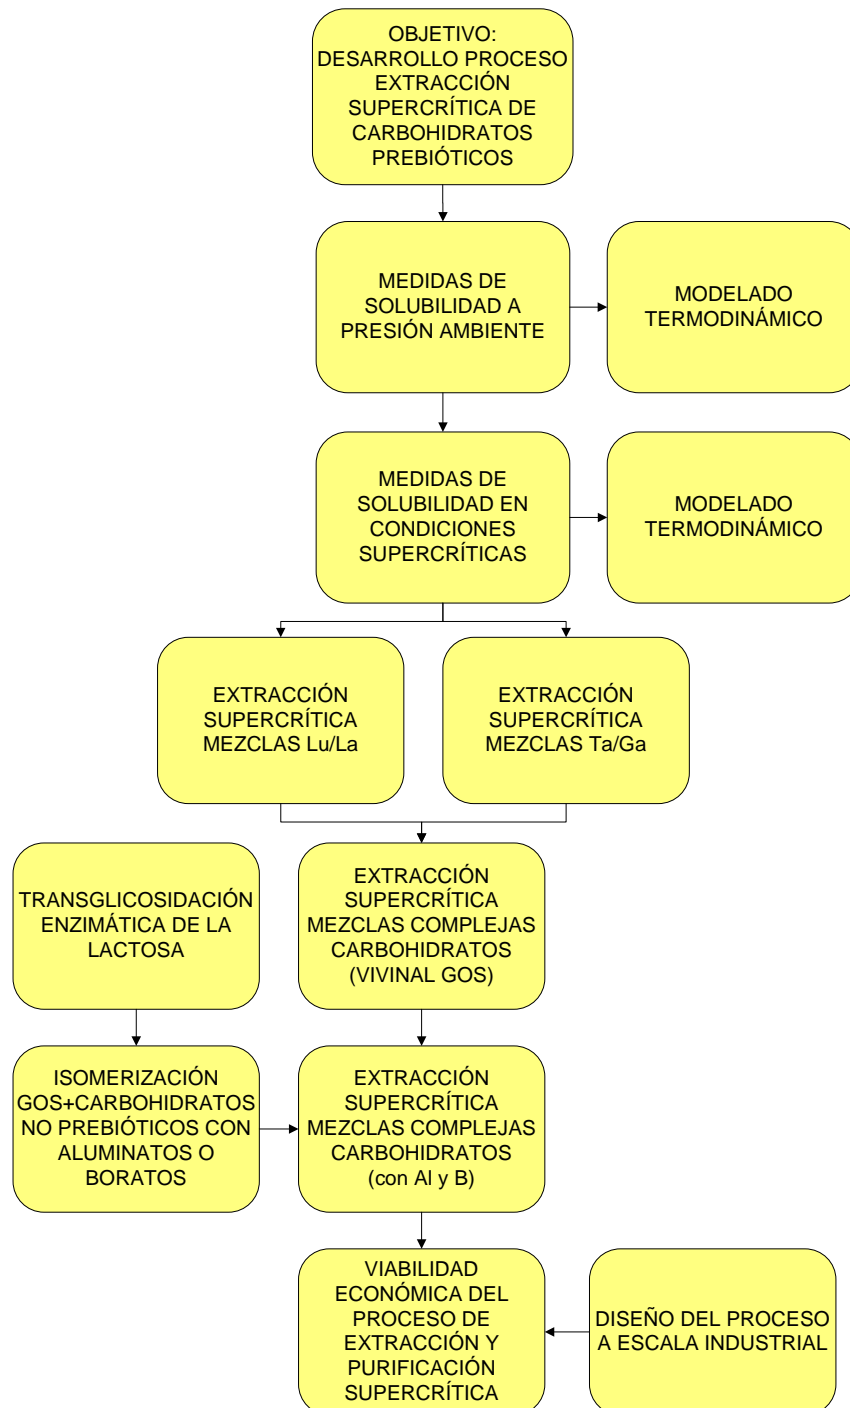 OBJETIVO:
DESARROLLO PROCESO
EXTRACCIÓN
SUPERCRÍTICA DE
CARBOHIDRATOS
PREBIÓTICOS
MEDIDAS DE
SOLUBILIDAD A
PRESIÓN AMBIENTE
MODELADO
TERMODINÁMICO
MEDIDAS DE
SOLUBILIDAD EN
CONDICIONES
SUPERCRÍTICAS
MODELADO
TERMODINÁMICO
EXTRACCIÓN
SUPERCRÍTICA
MEZCLAS Lu/La
EXTRACCIÓN
SUPERCRÍTICA
MEZCLAS Ta/Ga
TRANSGLICOSIDACIÓN
ENZIMÁTICA DE LA
LACTOSA
EXTRACCIÓN
SUPERCRÍTICA
MEZCLAS COMPLEJAS
CARBOHIDRATOS
(VIVINAL GOS)
ISOMERIZACIÓN
GOS+CARBOHIDRATOS
NO PREBIÓTICOS CON
ALUMINATOS O
BORATOS
EXTRACCIÓN
SUPERCRÍTICA
MEZCLAS COMPLEJAS
CARBOHIDRATOS
(con Al y B)
VIABILIDAD
ECONÓMICA DEL
PROCESO DE
EXTRACCIÓN Y
PURIFICACIÓN
SUPERCRÍTICA
DISEÑO DEL PROCESO
A ESCALA INDUSTRIAL